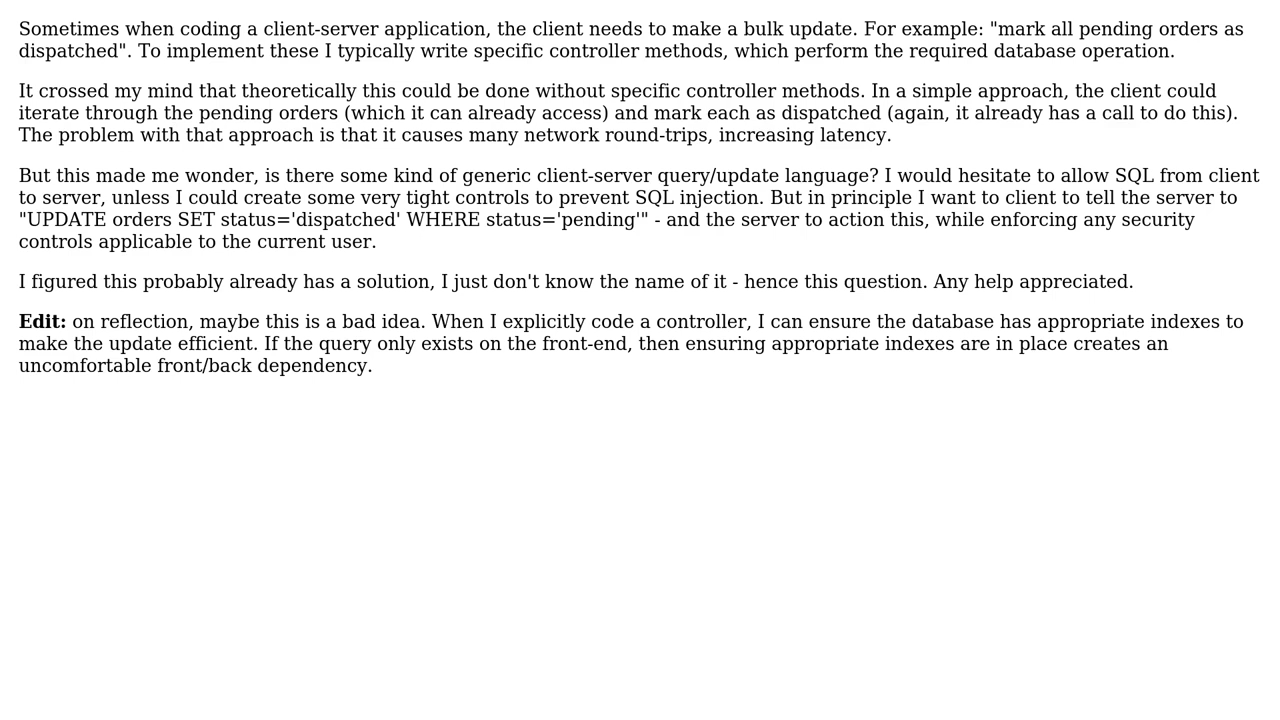 Sometimes when coding a client-server application, the client needs to make a bulk update. For example: "mark all pending orders as
dispatched". To implement these I typically write specific controller methods, which perform the required database operation.
It crossed my mind that theoretically this could be done without specific controller methods. In a simple approach, the client could
iterate through the pending orders (which it can already access) and mark each as dispatched (again, it already has a call to do this).
The problem with that approach is that it causes many network round-trips, increasing latency.
But this made me wonder, is there some kind of generic client-server query/update language? I would hesitate to allow SQL from client
to server, unless I could create some very tight controls to prevent SQL injection. But in principle I want to client to tell the server to
"UPDATE orders SET status='dispatched' WHERE status='pending'" - and the server to action this, while enforcing any security
controls applicable to the current user.
I figured this probably already has a solution, I just don't know the name of it - hence this question. Any help appreciated.
Edit: on reflection, maybe this is a bad idea. When I explicitly code a controller, I can ensure the database has appropriate indexes to
make the update efficient. If the query only exists on the front-end, then ensuring appropriate indexes are in place creates an
uncomfortable front/back dependency.